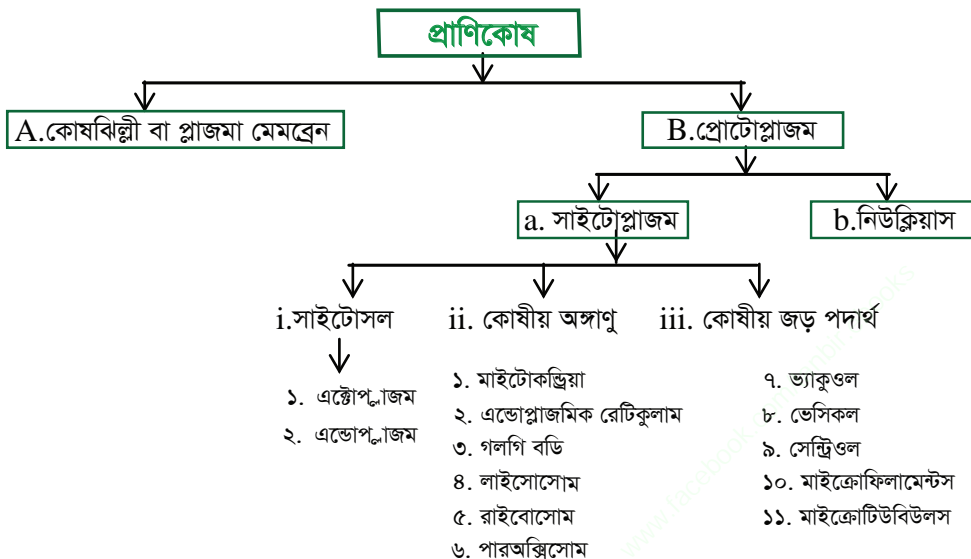 প্রাণিকোষ
A.কোষঝিল্লী বা প্লাজমা মেমব্রেন
B.প্রোটোপ্লাজম
a. সাইটোপ্লাজম
b.নিউক্লিয়াস
i.সাইটোসল
ii. কোষীয় অঙ্গাণু
iii. কোষীয় জড় পদার্থ
১. এক্টোপ্লাজম
২. এন্ডোপ্লাজম
১. মাইটোকন্ড্রিয়া
২. এন্ডোপ্লাজমিক রেটিকুলাম
৩. গলগি বডি
৪. লাইসোসোম
৫. রাইবোসোম
৬. পারঅক্সিসোম
৭. ভ্যাকুওল
৮. ভেসিকল
৯. সেন্ট্রিওল
১০. মাইক্রোফিলামেন্টস
১১. মাইক্রোটিউবিউলস